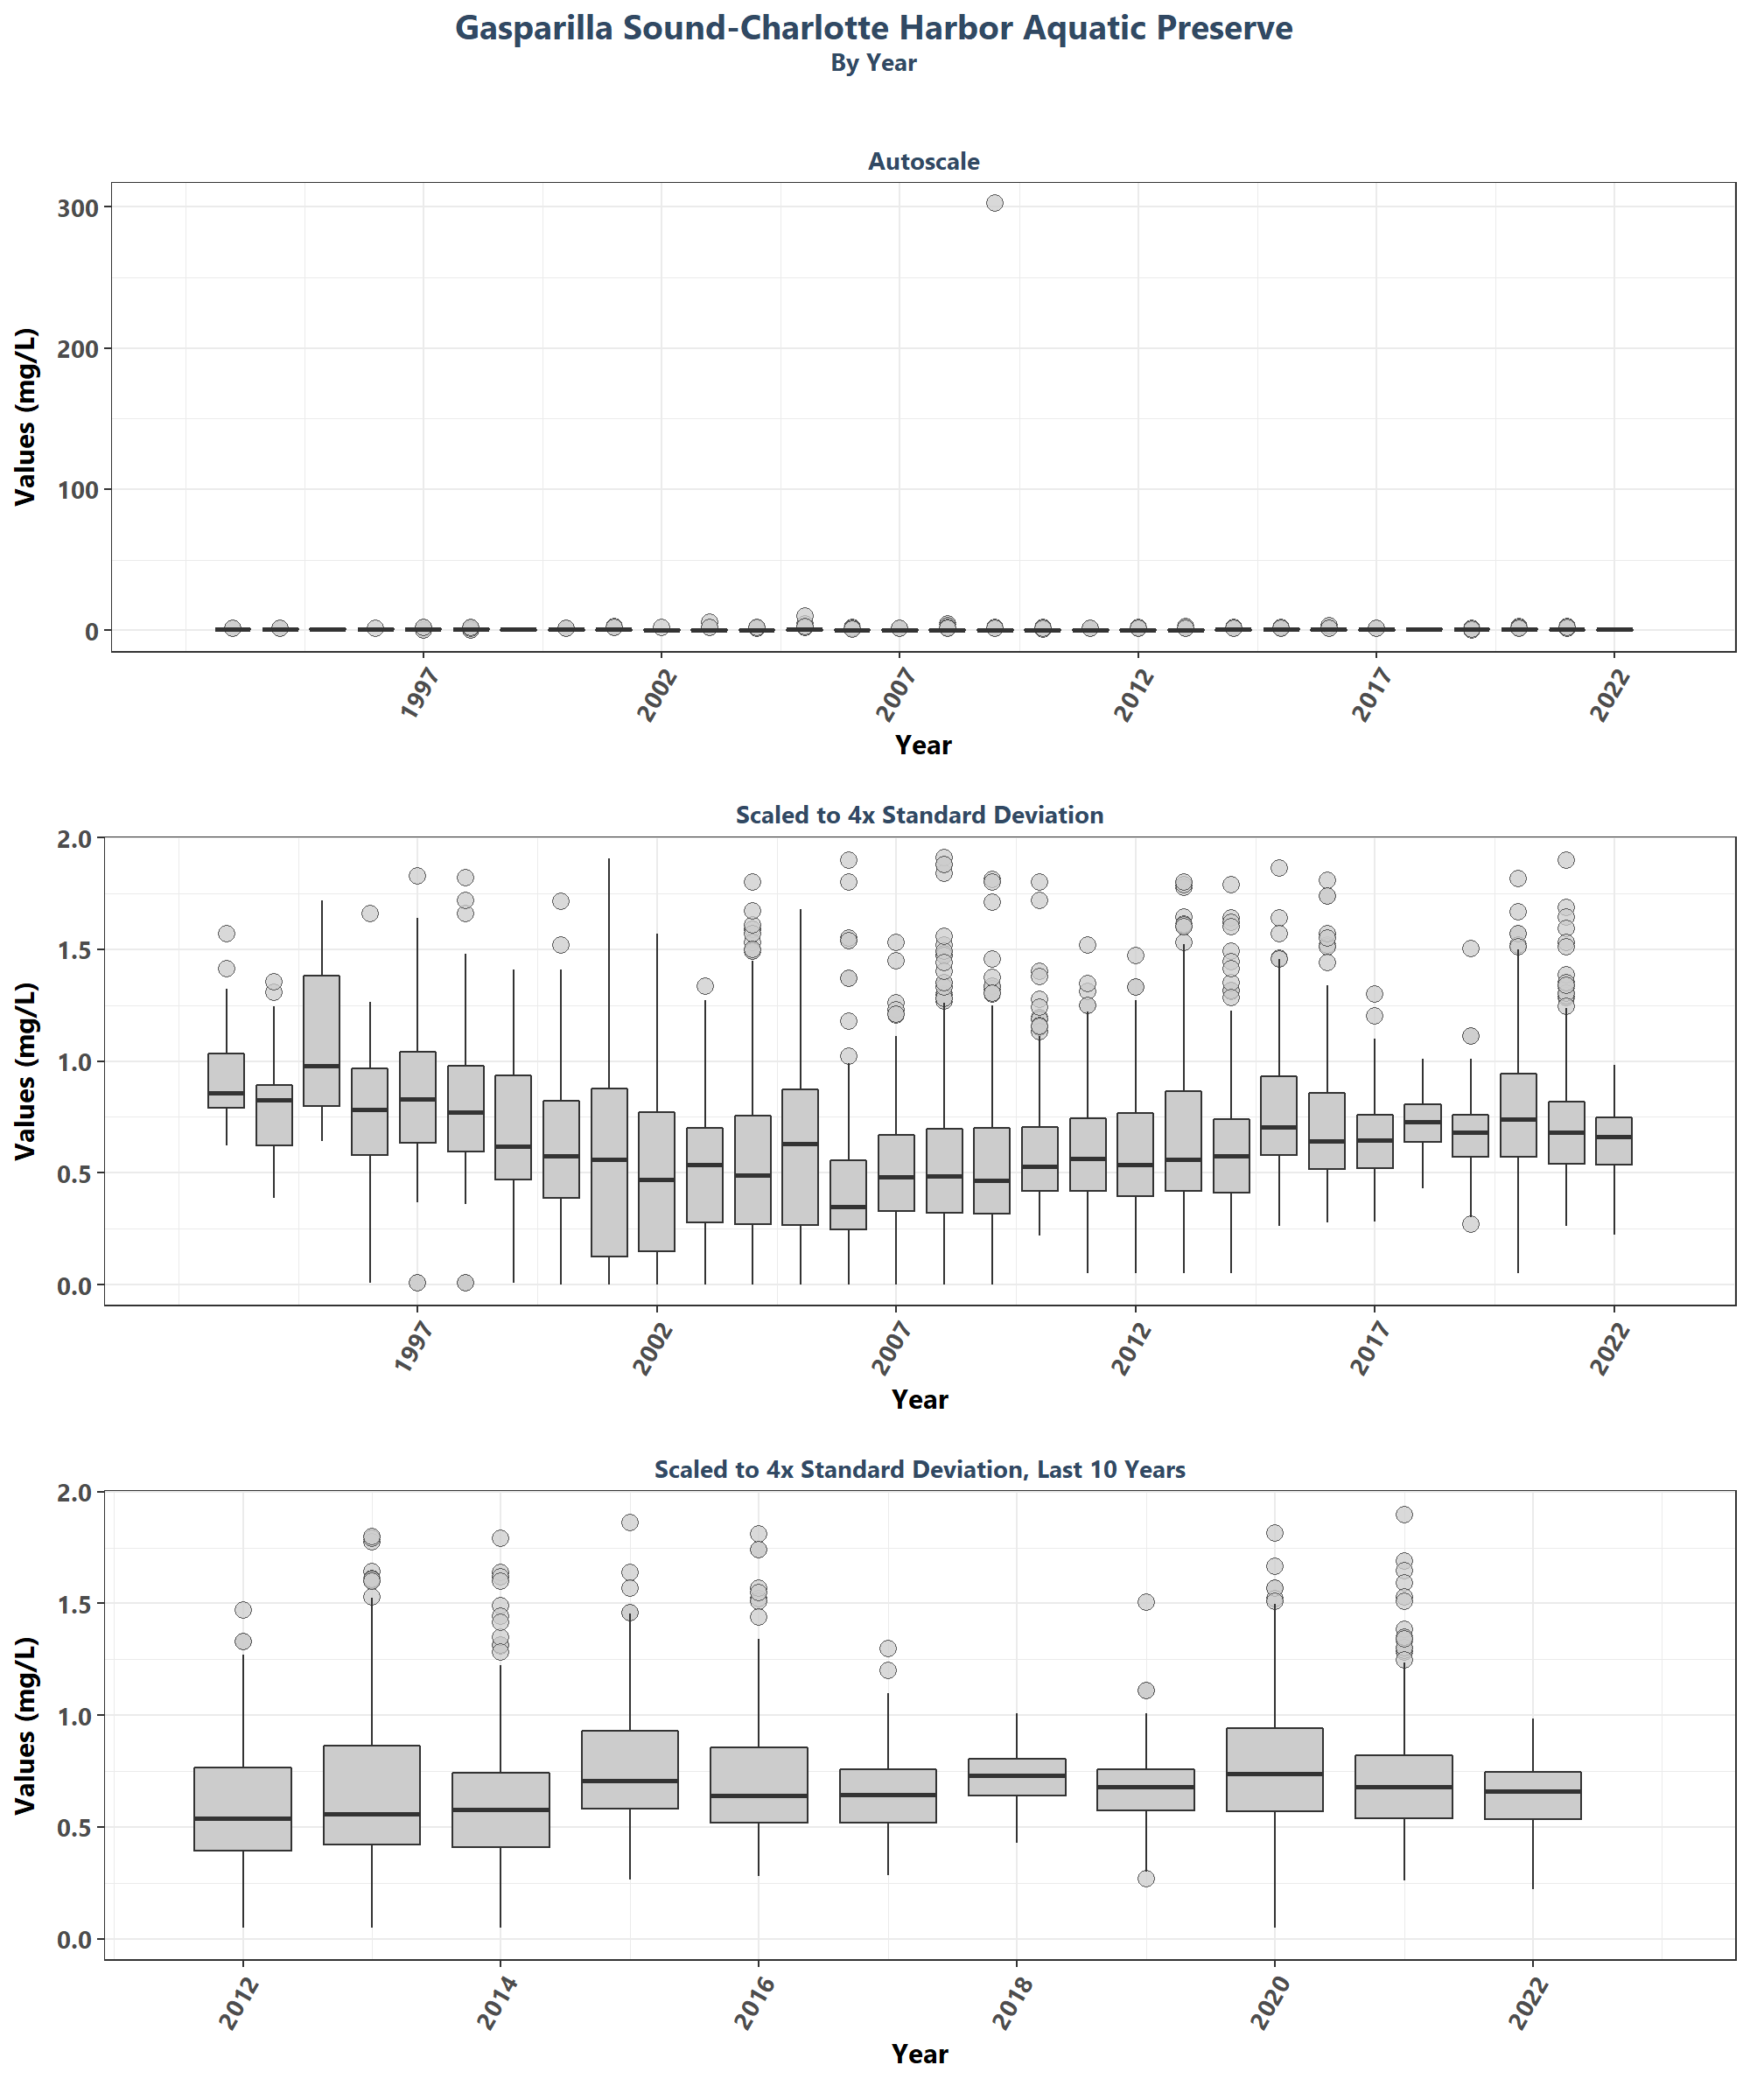 Gasparilla Sound-Charlotte Harbor Aquatic Preserve
By Year
Autoscale
Values (mg/L)
300
200
100
0
1997 2002 2007 2012 2017 2022
Year
Scaled to 4x Standard Deviation
Values (mg/L)
2.0
1.5
1.0
0.5
0.0
1997 2002 2007 2012 2017 2022
Year
Scaled to 4x Standard Deviation, Last 10 Years
Values (mg/L)
2.0
1.5
1.0
0.5
0.0
2012 2014 2016 2018 2020 2022
Year